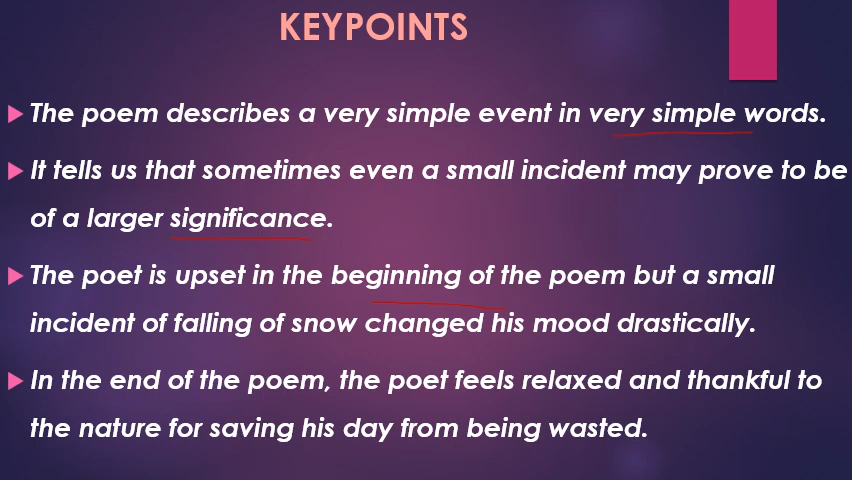 KEYPOINTS
The poem describes a very simple event in very simple words.
It tells us that sometimes even a small incident may prove to be
of a larger significance.
The poet is upset in the beginning of the poem but a small
incident of falling of snow changed his mood drastically.
In the end of the poem, the poet feels relaxed and thankful to
the nature for saving his day from being wasted.